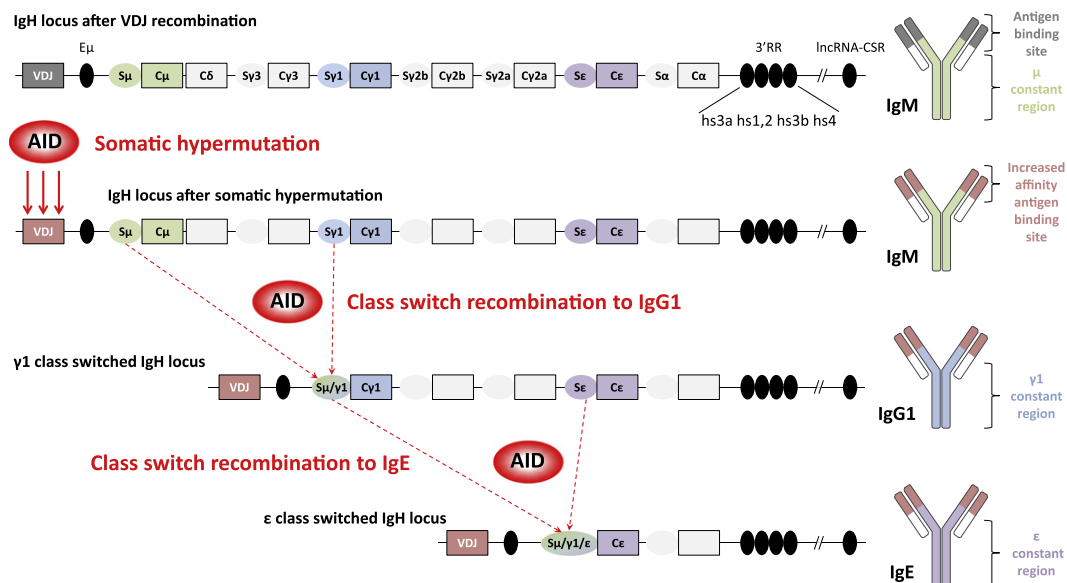 IgH locus after VDJ recombination
Eμ
3’RR
lncRNA-CSR
VDJ
Sμ
Cμ
Cδ
Sγ3
Cγ3
Sγ1
Cγ1
Sγ2b
Cγ2b
Sγ2a
Cγ2a
Sε
Cε
Sα
Cα
//
hs3a hs1,2 hs3b hs4
IgM
Antigen
binding
site
μ
constant
region
AID
Somatic hypermutation
IgH locus after somatic hypermutation
VDJ
Sμ
Cμ
Sγ1
Cγ1
Sε
Cε
//
IgM
Increased
affinity
antigen
binding
site
AID
Class switch recombination to IgG1
γ1 class switched IgH locus
VDJ
Sμ/γ1
Cγ1
Sε
Cε
//
IgG1
γ1
constant
region
Class switch recombination to IgE
AID
ε class switched IgH locus
VDJ
Sμ/γ1/ε
Cε
//
IgE
ε
constant
region